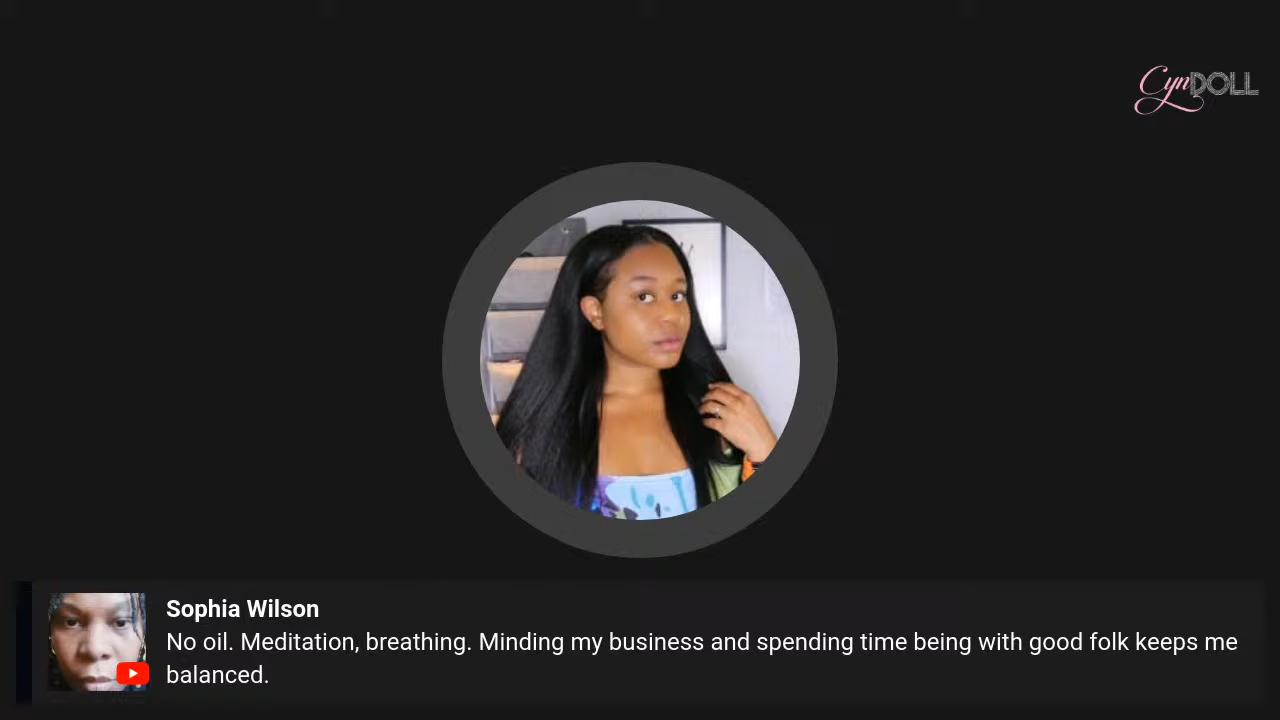 CynDOLL
Sophia Wilson
No oil. Meditation, breathing. Minding my business and spending time being with good folk keeps me
balanced.